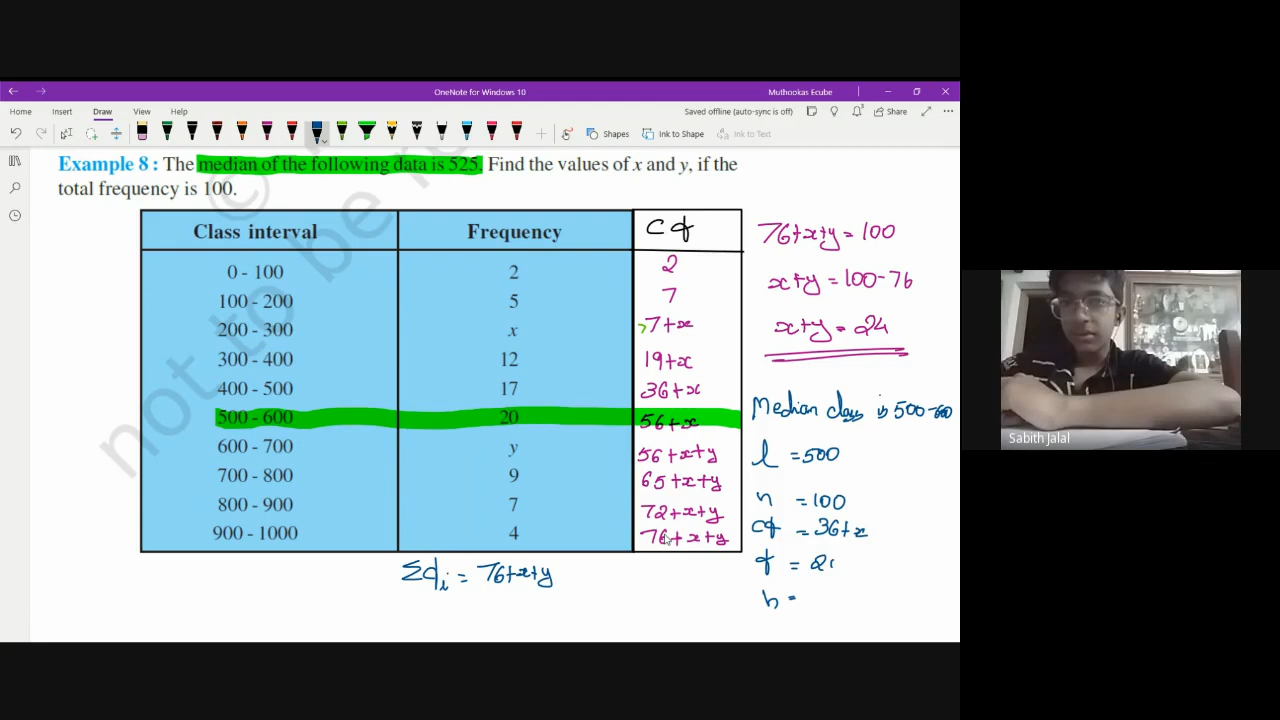 OneNote for Windows 10
Muthookas Ecube
Home Insert Draw View Help
Saved offline (auto-sync is off)
Share
Shapes
Ink to Shape
Ink to Text
Example 8 : The median of the following data is 525. Find the values of x and y, if the
total frequency is 100.
Class interval Frequency cf
0 - 100 2 2
100 - 200 5 7
200 - 300 x 7+x
300 - 400 12 19+x
400 - 500 17 36+x
500 - 600 20 56+x
600 - 700 y 56+x+y
700 - 800 9 65+x+y
800 - 900 7 72+x+y
900 - 1000 4 76+x+y
Σfi = 76+x+y
76+x+y = 100
x+y = 100-76
x+y = 24
Median class is 500-600
l = 500
n = 100
cf = 36+x
f = 20
h =
not to be re
©
Sabith Jalal